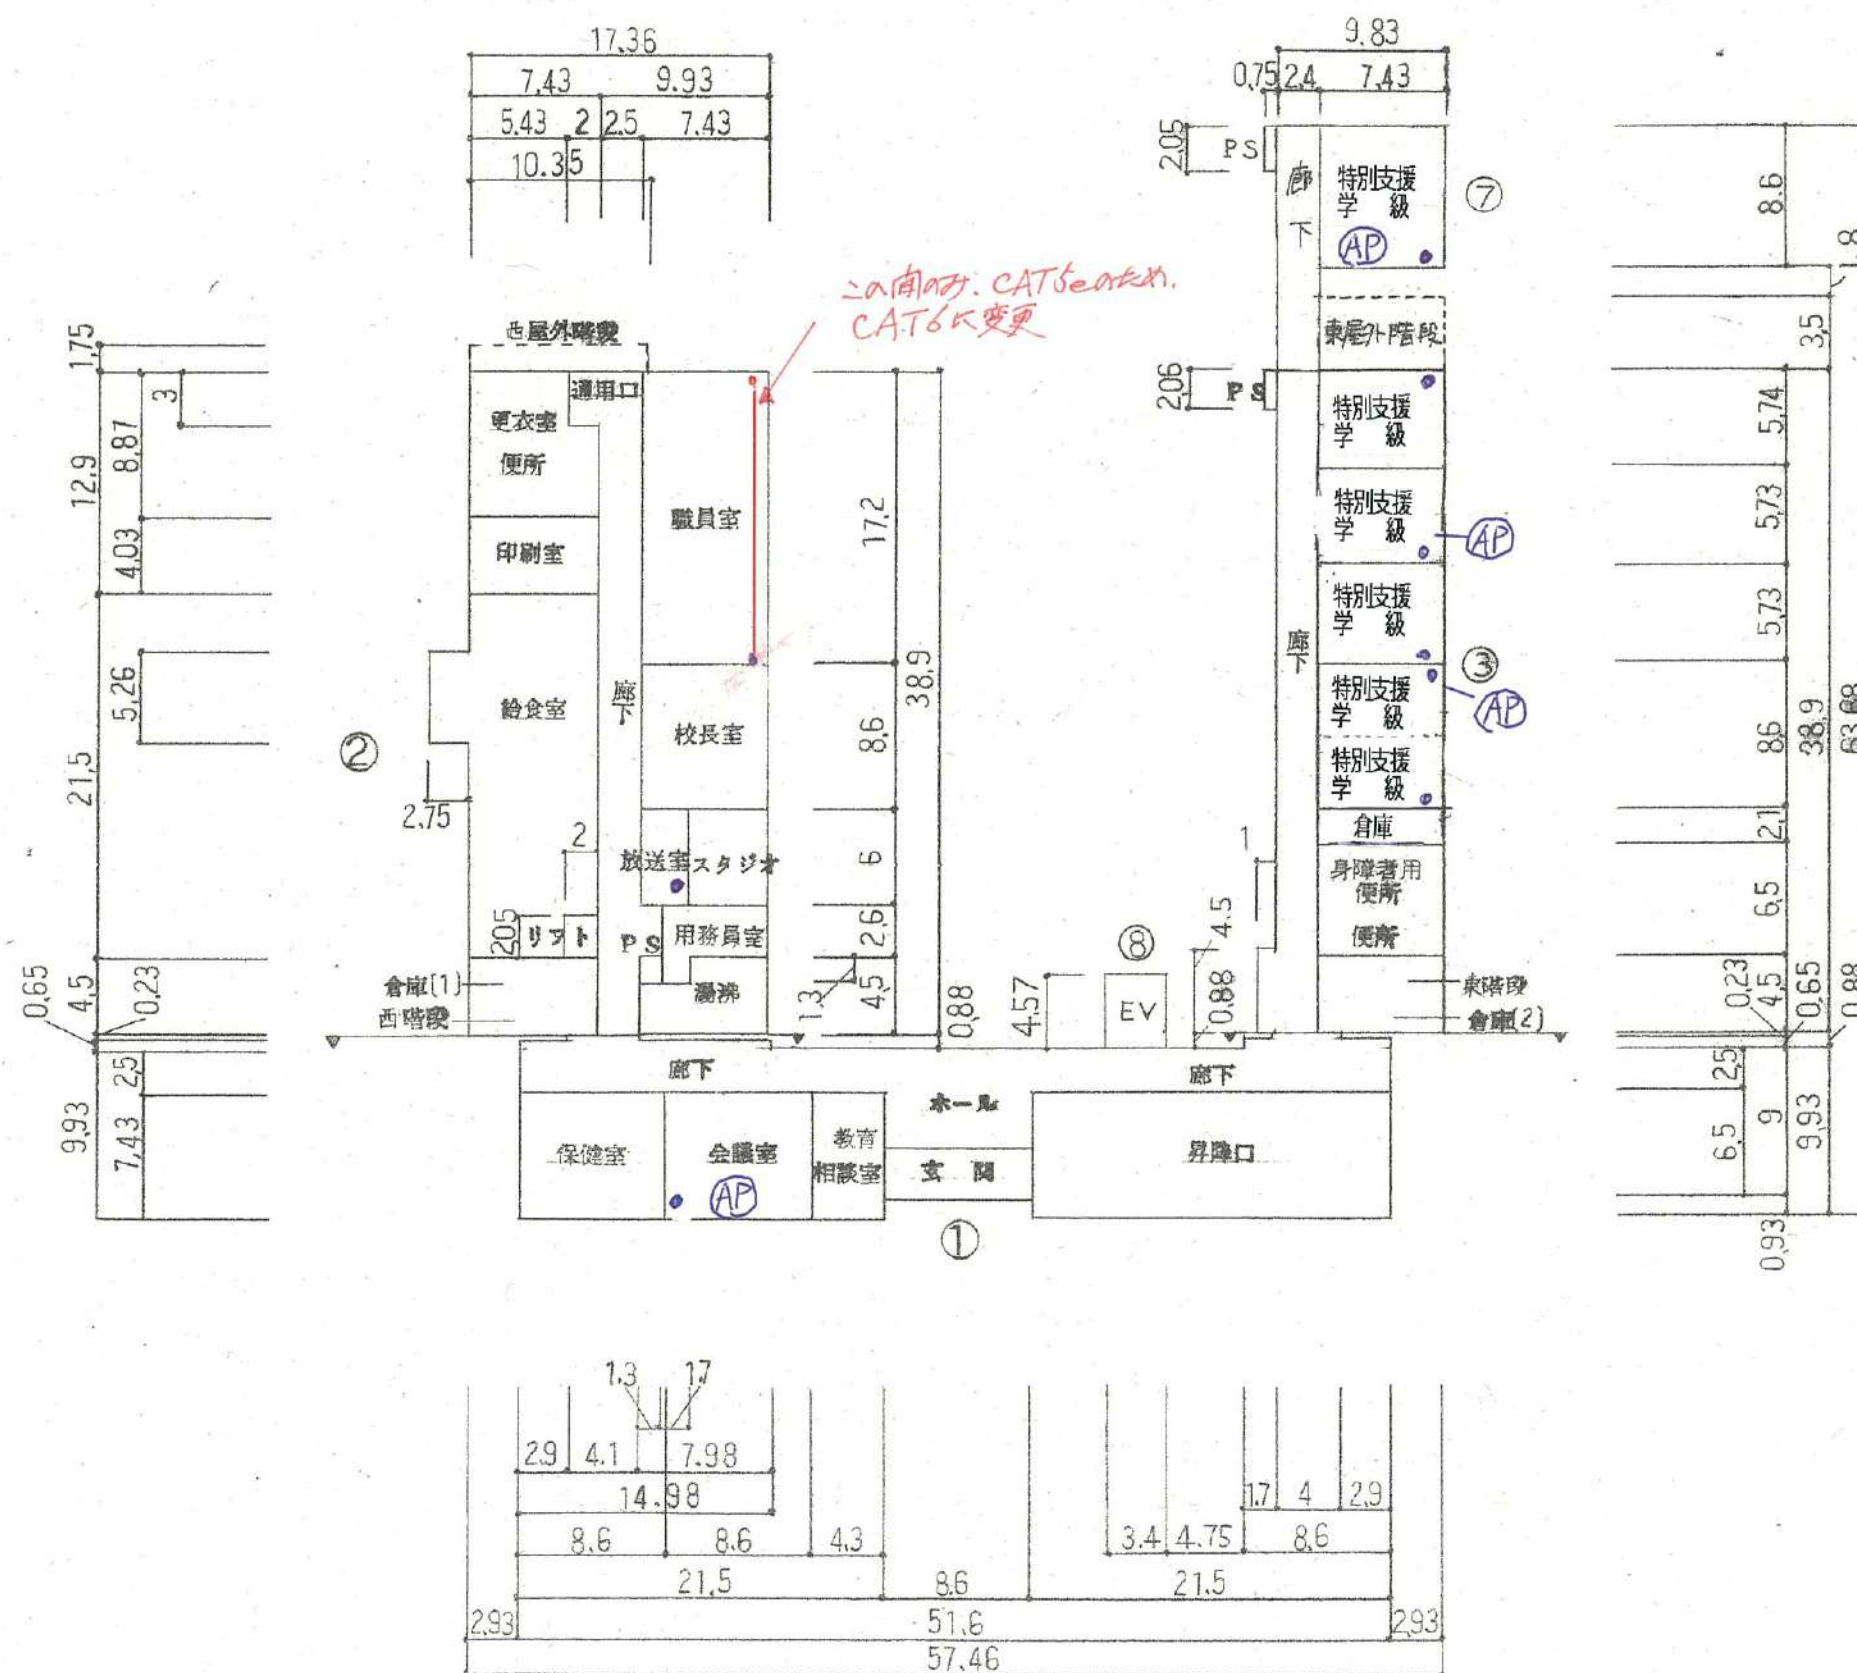 17.36
7.43 9.93
5.43 2 2.5 7.43
10.35
9.83
0.75 2.4 7.43
2.05
PS
廊下
特別支援
学級
AP
⑦
8.6
この間のみ、CAT5eのため、
CAT6に変更
西屋外階段
東屋外階段
3.5
1.75
3
8.87
12.9
4.03
5.26
21.5
2.75
②
更衣室
便所
通用口
印刷室
給食室
廊下
職員室
校長室
放送室 スタジオ
2
2.05
リフト
PS
用務員室
湯沸
倉庫(1)
西階段
17.2
8.6
6
2.6
1.3
4.5
38.9
0.88
2.06
PS
廊下
特別支援
学級
特別支援
学級
AP
特別支援
学級
③
特別支援
学級
AP
特別支援
学級
倉庫
身障者用
便所
便所
東階段
倉庫(2)
5.74
5.73
5.73
8.6
38.9
63.88
2.1
6.5
0.23
4.5
0.65
0.88
1
4.5
0.88
⑧
EV
4.57
0.65
4.5
0.23
2.5
9.93
7.43
廊下
廊下
ホール
保健室
会議室
AP
教育
相談室
玄関
昇降口
①
2.5
6.5
9
9.93
0.93
1.3 1.7
2.9 4.1 7.98
14.98
1.7 4 2.9
8.6 8.6 4.3
3.4 4.75 8.6
21.5 8.6 21.5
2.93 51.6 2.93
57.46